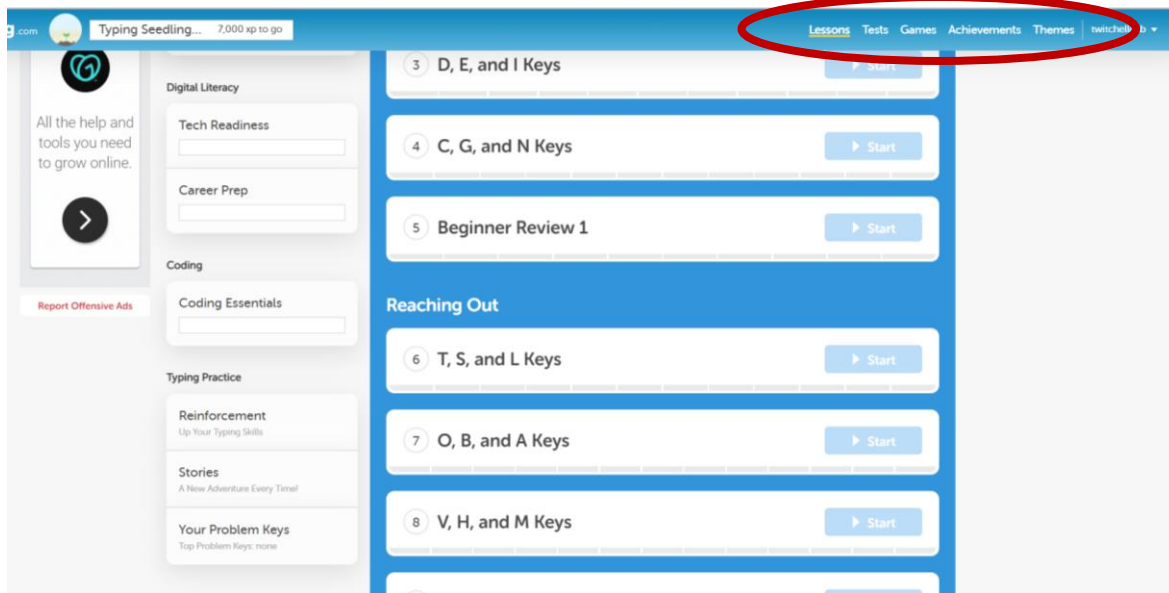 .com
Typing Seedling... 7,000 xp to go
Lessons Tests Games Achievements Themes
All the help and
tools you need
to grow online.
Report Offensive Ads
Digital Literacy
Tech Readiness
Career Prep
Coding
Coding Essentials
Typing Practice
Reinforcement
Up Your Typing Skills
Stories
A New Adventure Every Time!
Your Problem Keys
Top Problem Keys: none
3 D, E, and I Keys Start
4 C, G, and N Keys Start
5 Beginner Review 1 Start
Reaching Out
6 T, S, and L Keys Start
7 O, B, and A Keys Start
8 V, H, and M Keys Start